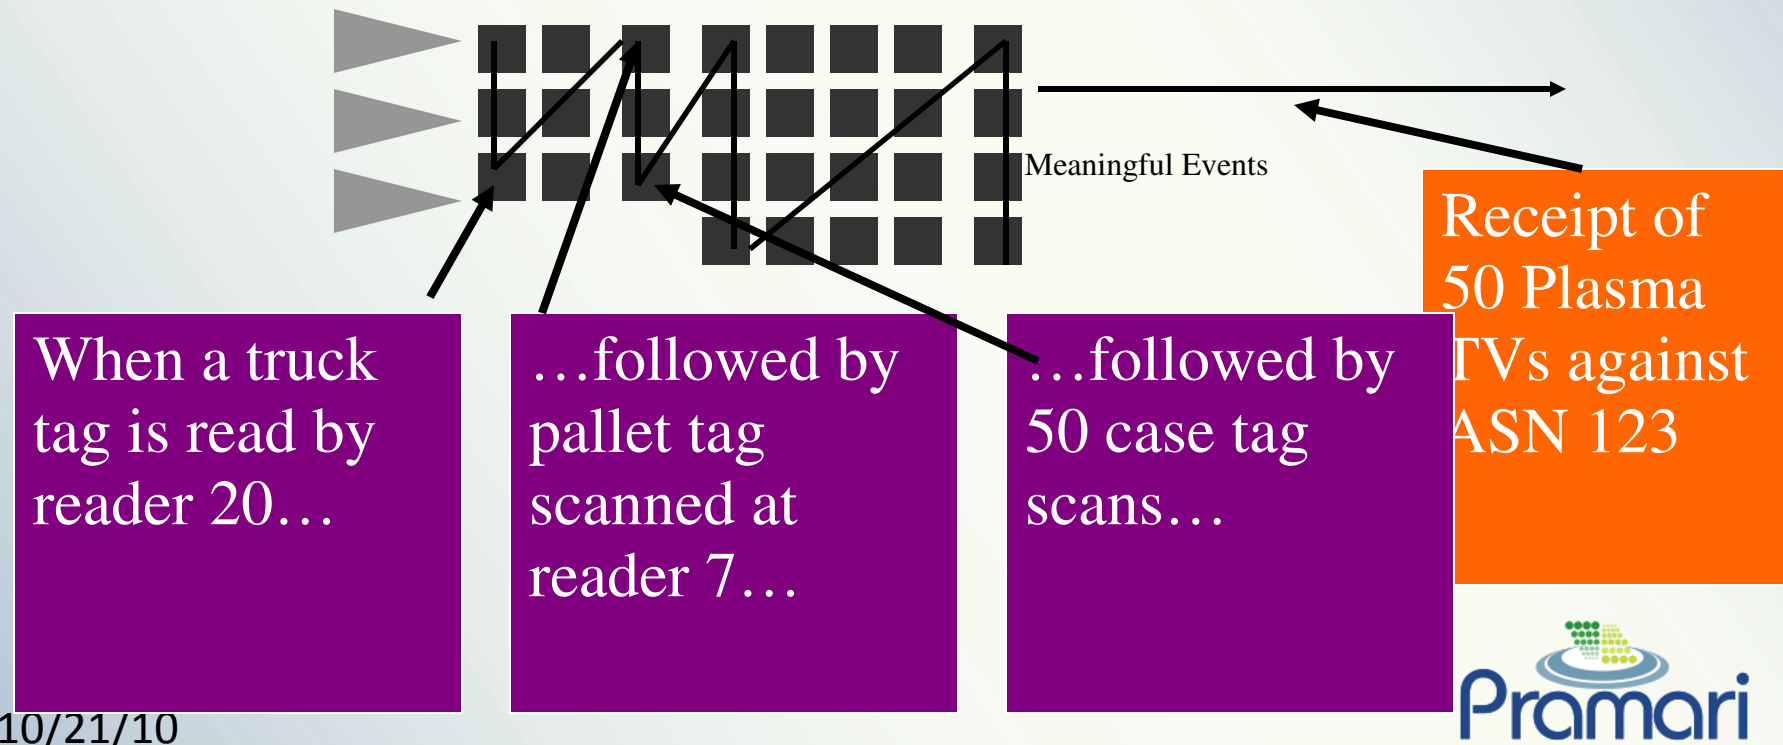 Meaningful Events
When a truck
tag is read by
reader 20…
…followed by
pallet tag
scanned at
reader 7…
…followed by
50 case tag
scans…
Receipt of
50 Plasma
TVs against
ASN 123
10/21/10
Pramari